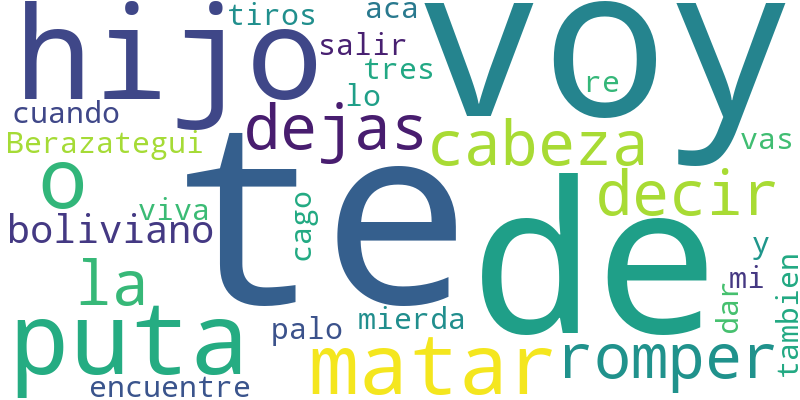 hijo
voy
te
de
tiros
aca
salir
tres
lo
re
cuando
dejas
cabeza
vas
Berazategui
o
decir
viva
boliviano
cago
y
la
mi
dar
tambien
puta
palo
mierda
matar
romper
encuentre